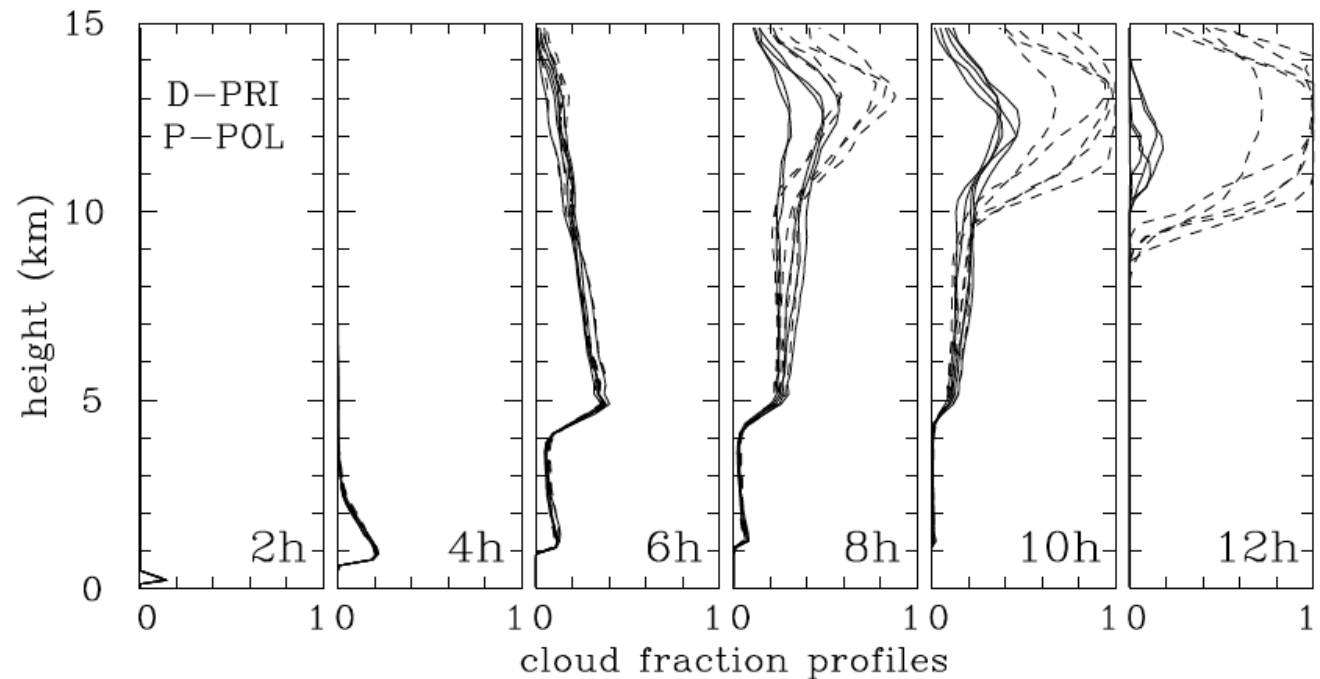 15
10
5
0
height (km)
D-PRI
P-POL
2h
4h
6h
8h
10h
12h
0 1 0 1 0 1 0 1 0 1 0 1
cloud fraction profiles